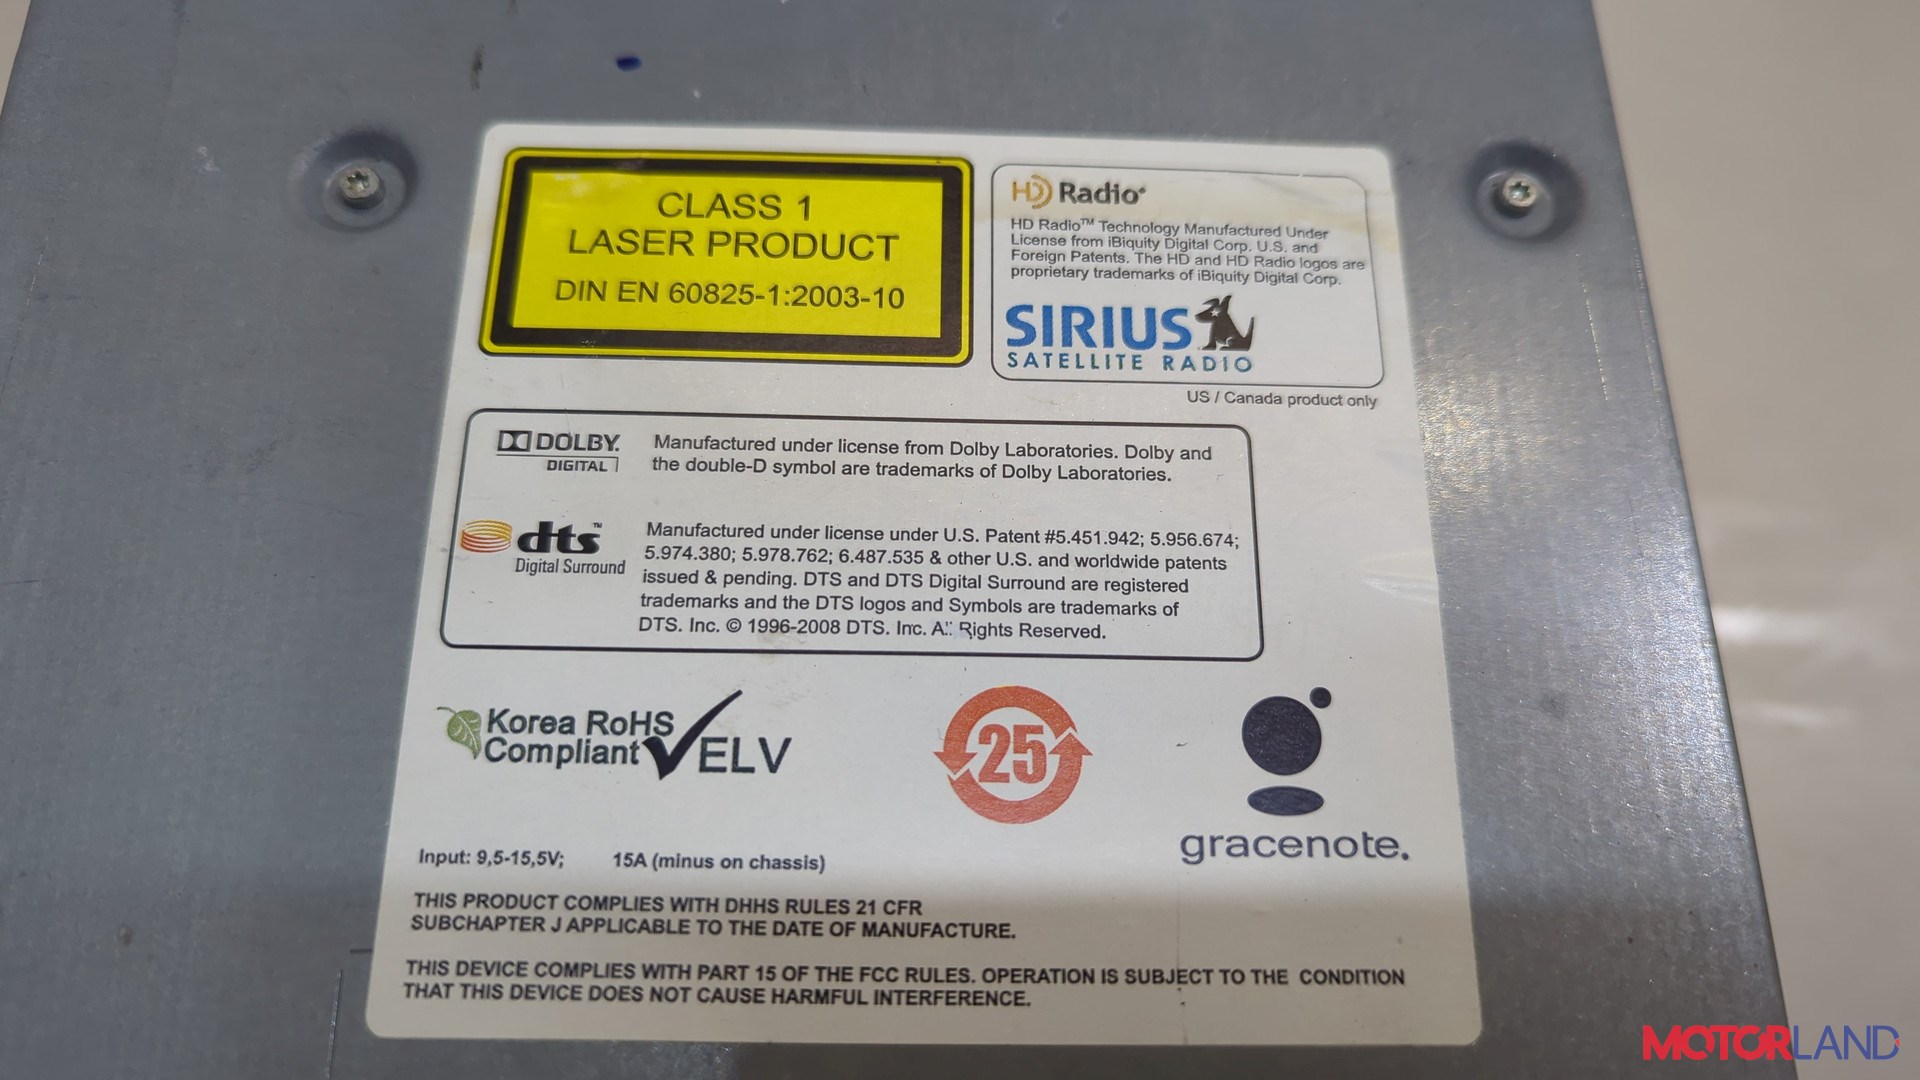 CLASS 1
LASER PRODUCT
DIN EN 60825-1:2003-10
HD Radio®
HD Radio™ Technology Manufactured Under
License from iBiquity Digital Corp. U.S. and
Foreign Patents. The HD and HD Radio logos are
proprietary trademarks of iBiquity Digital Corp.
SIRIUS
SATELLITE RADIO
US / Canada product only
DOLBY.
DIGITAL
Manufactured under license from Dolby Laboratories. Dolby and
the double-D symbol are trademarks of Dolby Laboratories.
dts™
Digital Surround
Manufactured under license under U.S. Patent #5.451.942; 5.956.674;
5.974.380; 5.978.762; 6.487.535 & other U.S. and worldwide patents
issued & pending. DTS and DTS Digital Surround are registered
trademarks and the DTS logos and Symbols are trademarks of
DTS. Inc. © 1996-2008 DTS. Inc. All Rights Reserved.
Korea RoHS
Compliant
ELV
25
gracenote.
Input: 9,5-15,5V; 15A (minus on chassis)
THIS PRODUCT COMPLIES WITH DHHS RULES 21 CFR
SUBCHAPTER J APPLICABLE TO THE DATE OF MANUFACTURE.
THIS DEVICE COMPLIES WITH PART 15 OF THE FCC RULES. OPERATION IS SUBJECT TO THE CONDITION
THAT THIS DEVICE DOES NOT CAUSE HARMFUL INTERFERENCE.
MOTORLAND